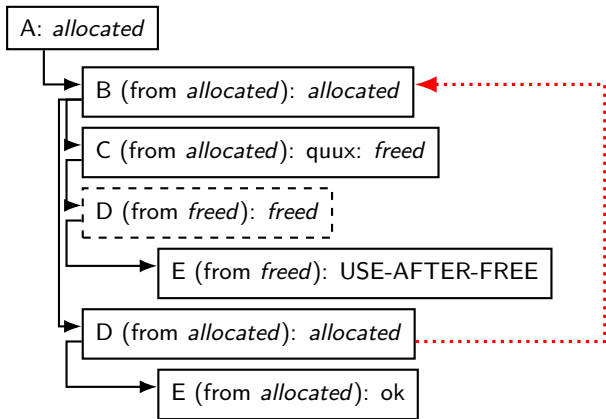 A: allocated
B (from allocated): allocated
C (from allocated): quux: freed
D (from freed): freed
E (from freed): USE-AFTER-FREE
D (from allocated): allocated
E (from allocated): ok